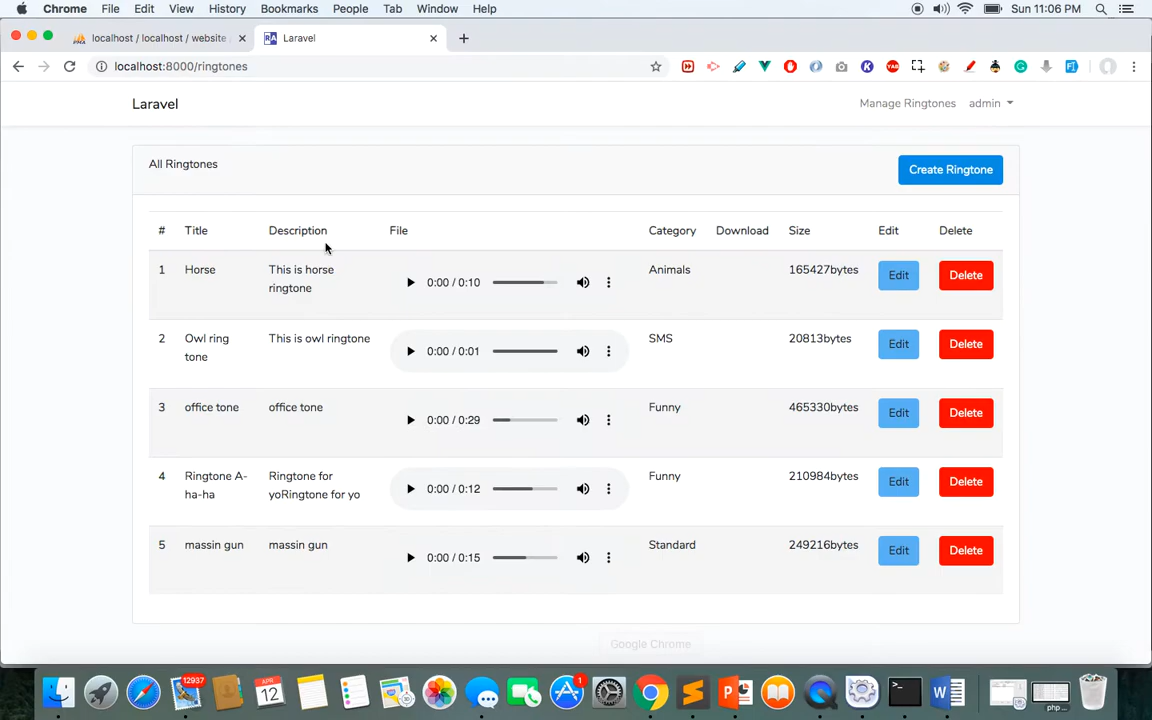 Chrome File Edit View History Bookmarks People Tab Window Help Sun 11:06 PM
localhost / localhost / website Laravel
localhost:8000/ringtones
Laravel Manage Ringtones admin
All Ringtones Create Ringtone
# Title Description File Category Download Size Edit Delete
1 Horse This is horse 0:00 / 0:10 Animals 165427bytes Edit Delete
ringtone
2 Owl ring This is owl ringtone 0:00 / 0:01 SMS 20813bytes Edit Delete
tone
3 office tone office tone 0:00 / 0:29 Funny 465330bytes Edit Delete
4 Ringtone A- Ringtone for 0:00 / 0:12 Funny 210984bytes Edit Delete
ha-ha yoRingtone for yo
5 massin gun massin gun 0:00 / 0:15 Standard 249216bytes Edit Delete
Google Chrome
12937 APR 12 1 php